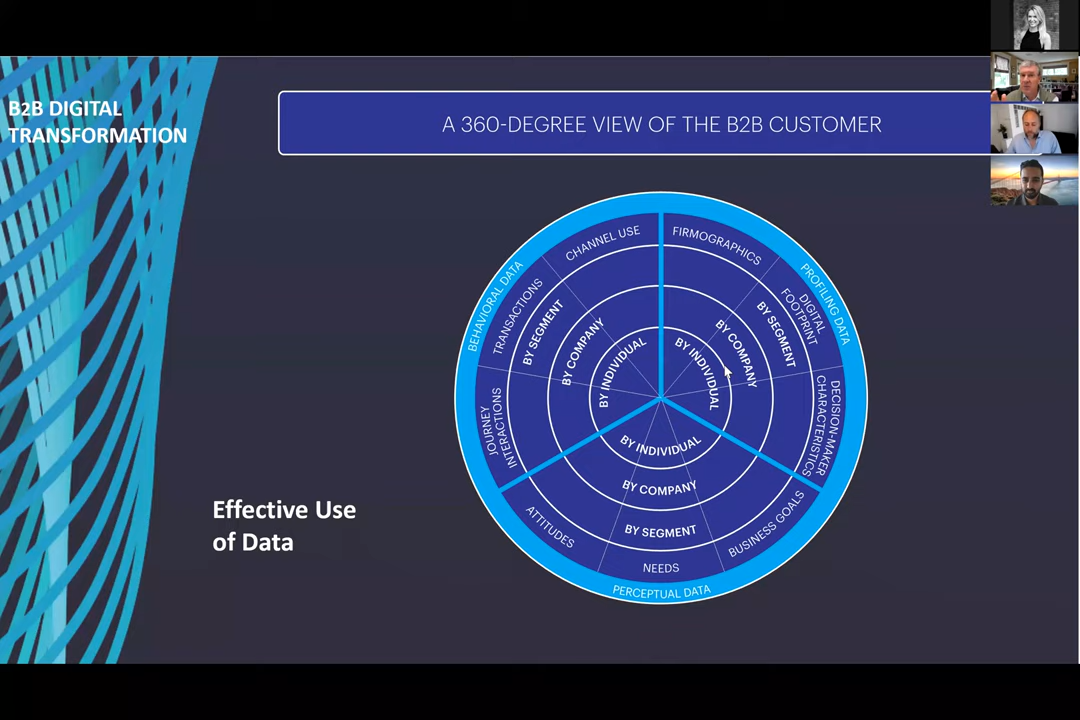 B2B DIGITAL
TRANSFORMATION
A 360-DEGREE VIEW OF THE B2B CUSTOMER
Effective Use
of Data
BEHAVIORAL DATA
CHANNEL USE
TRANSACTIONS
JOURNEY
INTERACTIONS
BY SEGMENT
BY COMPANY
BY INDIVIDUAL
PROFILING DATA
FIRMOGRAPHICS
DIGITAL
FOOTPRINT
DECISION-MAKER
CHARACTERISTICS
BY SEGMENT
BY COMPANY
BY INDIVIDUAL
BY INDIVIDUAL
BY COMPANY
BY SEGMENT
ATTITUDES
NEEDS
BUSINESS GOALS
PERCEPTUAL DATA